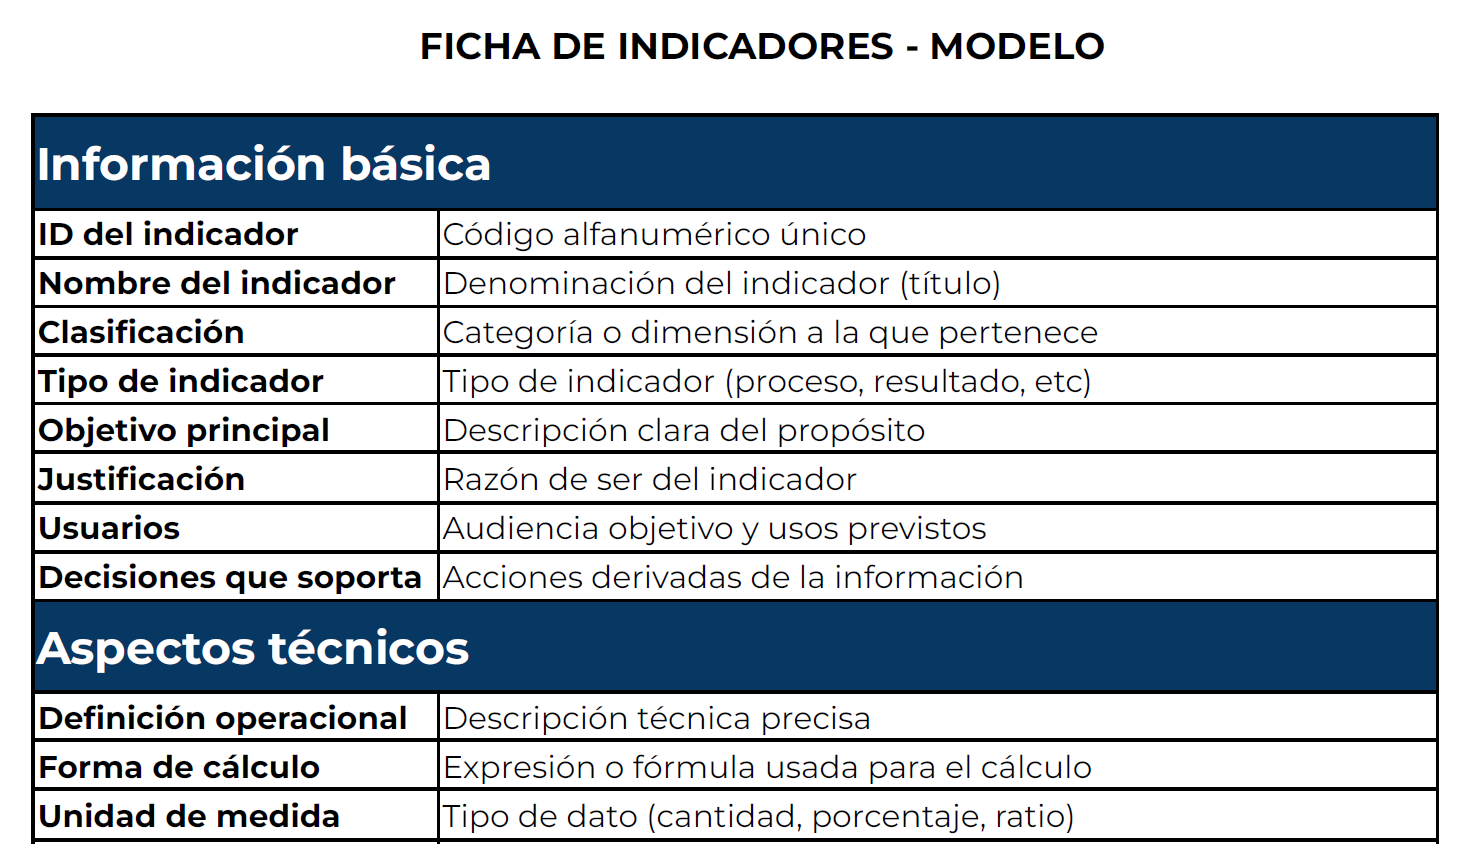 FICHA DE INDICADORES - MODELO
Información básica
ID del indicador Código alfanumérico único
Nombre del indicador Denominación del indicador (título)
Clasificación Categoría o dimensión a la que pertenece
Tipo de indicador Tipo de indicador (proceso, resultado, etc)
Objetivo principal Descripción clara del propósito
Justificación Razón de ser del indicador
Usuarios Audiencia objetivo y usos previstos
Decisiones que soporta Acciones derivadas de la información
Aspectos técnicos
Definición operacional Descripción técnica precisa
Forma de cálculo Expresión o fórmula usada para el cálculo
Unidad de medida Tipo de dato (cantidad, porcentaje, ratio)